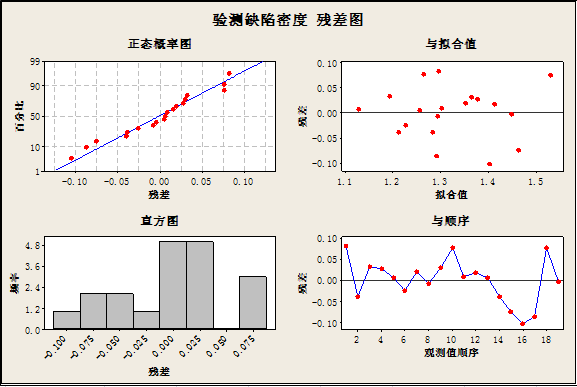 验测缺陷密度 残差图
正态概率图
99
90
50
10
1
百分比
-0.10 -0.05 0.00 0.05 0.10
残差
与拟合值
0.10
0.05
0.00
-0.05
-0.10
残差
1.1 1.2 1.3 1.4 1.5
拟合值
直方图
4.8
3.6
2.4
1.2
0.0
频率
-0.100 -0.075 -0.050 -0.025 0.000 0.025 0.050 0.075
残差
与顺序
0.10
0.05
0.00
-0.05
-0.10
残差
2 4 6 8 10 12 14 16 18
观测值顺序